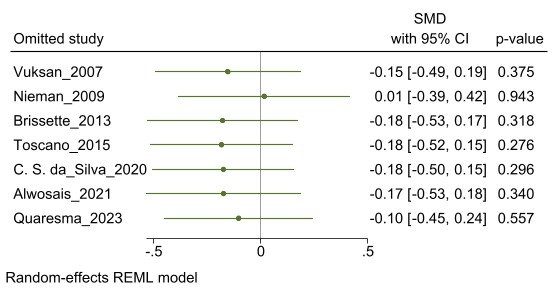 SMD
Omitted study with 95% CI p-value
Vuksan_2007 -0.15 [-0.49, 0.19] 0.375
Nieman_2009 0.01 [-0.39, 0.42] 0.943
Brissette_2013 -0.18 [-0.53, 0.17] 0.318
Toscano_2015 -0.18 [-0.52, 0.15] 0.276
C. S. da_Silva_2020 -0.18 [-0.50, 0.15] 0.296
Alwosais_2021 -0.17 [-0.53, 0.18] 0.340
Quaresma_2023 -0.10 [-0.45, 0.24] 0.557
-.5 0 .5
Random-effects REML model